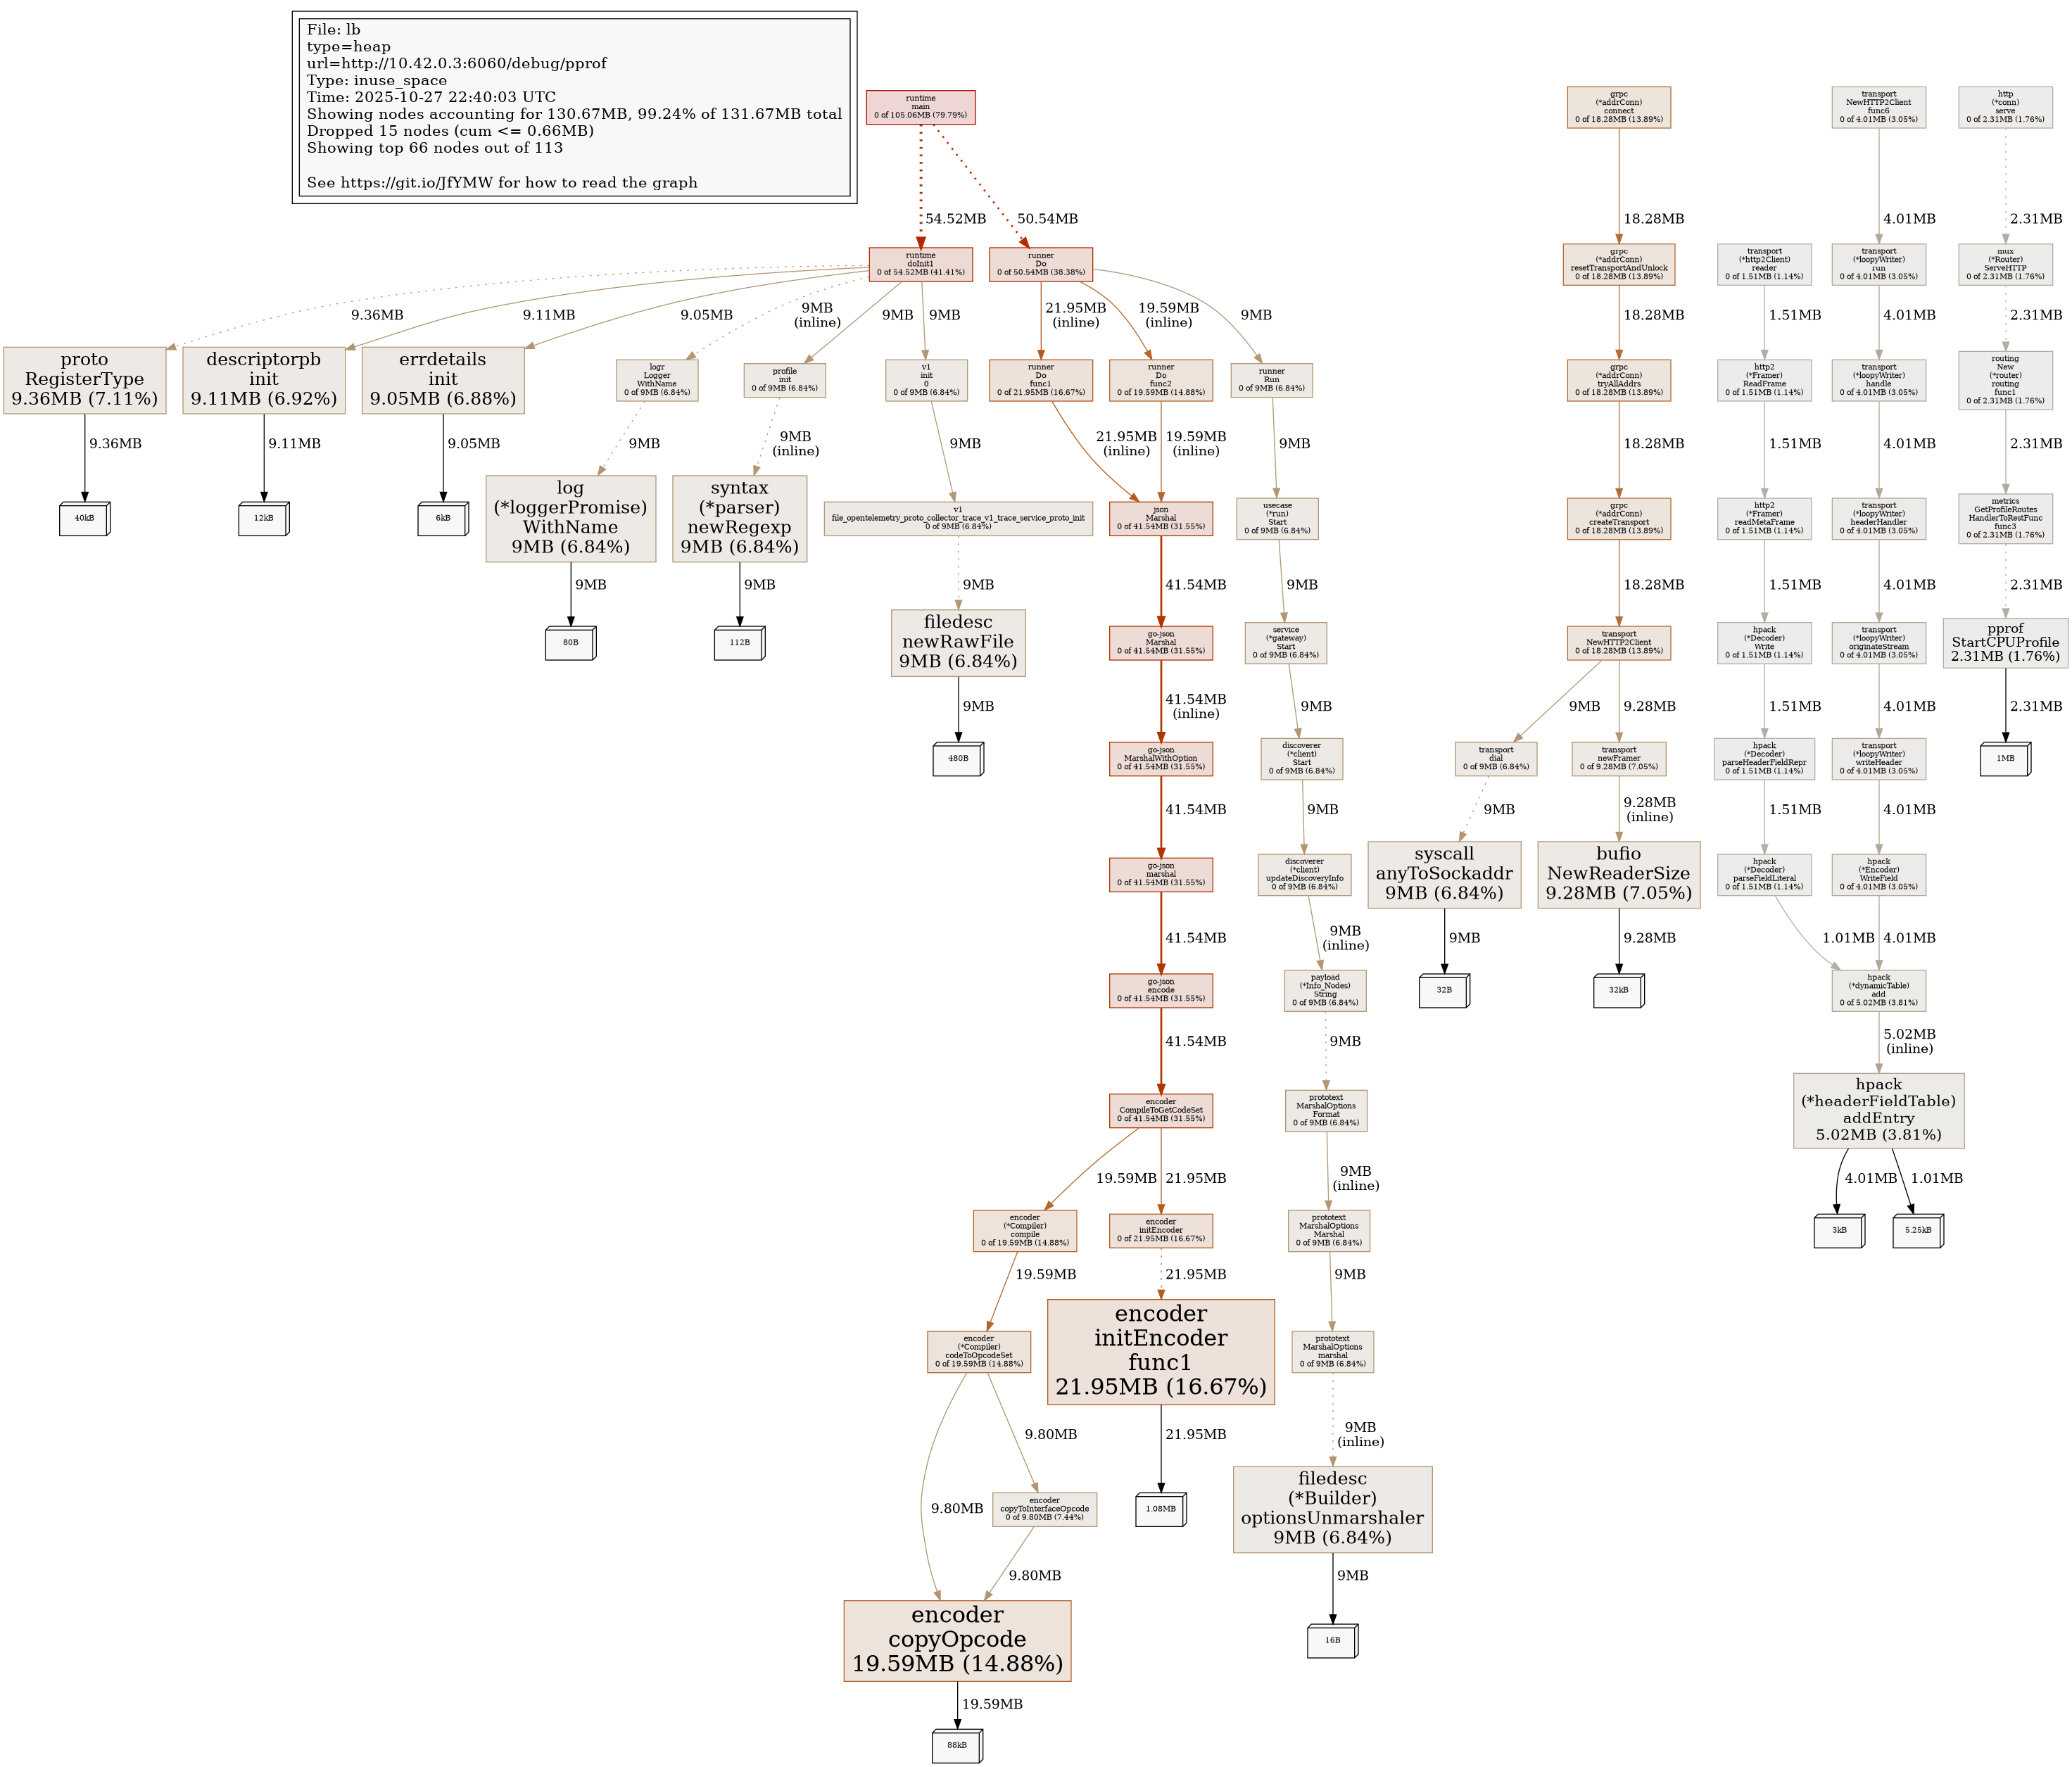 File: lb
type=heap
url=http://10.42.0.3:6060/debug/pprof
Type: inuse_space
Time: 2025-10-27 22:40:03 UTC
Showing nodes accounting for 130.67MB, 99.24% of 131.67MB total
Dropped 15 nodes (cum <= 0.66MB)
Showing top 66 nodes out of 113
See https://git.io/JfYMW for how to read the graph
runtime
main
0 of 105.06MB (79.79%)
grpc
(*addrConn)
connect
0 of 18.28MB (13.89%)
transport
NewHTTP2Client
func6
0 of 4.01MB (3.05%)
http
(*conn)
serve
0 of 2.31MB (1.76%)
54.52MB
50.54MB
18.28MB
4.01MB
2.31MB
runtime
doInit1
0 of 54.52MB (41.41%)
runner
Do
0 of 50.54MB (38.38%)
grpc
(*addrConn)
resetTransportAndUnlock
0 of 18.28MB (13.89%)
transport
(*http2Client)
reader
0 of 1.51MB (1.14%)
transport
(*loopyWriter)
run
0 of 4.01MB (3.05%)
mux
(*Router)
ServeHTTP
0 of 2.31MB (1.76%)
9.36MB
9.11MB
9.05MB
9MB
(inline)
9MB
9MB
21.95MB
(inline)
19.59MB
(inline)
9MB
18.28MB
1.51MB
4.01MB
2.31MB
proto
RegisterType
9.36MB (7.11%)
descriptorpb
init
9.11MB (6.92%)
errdetails
init
9.05MB (6.88%)
logr
Logger
WithName
0 of 9MB (6.84%)
profile
init
0 of 9MB (6.84%)
v1
init
0
0 of 9MB (6.84%)
runner
Do
func1
0 of 21.95MB (16.67%)
runner
Do
func2
0 of 19.59MB (14.88%)
runner
Run
0 of 9MB (6.84%)
grpc
(*addrConn)
tryAllAddrs
0 of 18.28MB (13.89%)
http2
(*Framer)
ReadFrame
0 of 1.51MB (1.14%)
transport
(*loopyWriter)
handle
0 of 4.01MB (3.05%)
routing
New
(*router)
routing
func1
0 of 2.31MB (1.76%)
9.36MB
9.11MB
9.05MB
9MB
9MB
(inline)
9MB
21.95MB
(inline)
19.59MB
(inline)
9MB
18.28MB
1.51MB
4.01MB
2.31MB
40kB
12kB
6kB
log
(*loggerPromise)
WithName
9MB (6.84%)
syntax
(*parser)
newRegexp
9MB (6.84%)
v1
file_opentelemetry_proto_collector_trace_v1_trace_service_proto_init
0 of 9MB (6.84%)
json
Marshal
0 of 41.54MB (31.55%)
usecase
(*run)
Start
0 of 9MB (6.84%)
grpc
(*addrConn)
createTransport
0 of 18.28MB (13.89%)
http2
(*Framer)
readMetaFrame
0 of 1.51MB (1.14%)
transport
(*loopyWriter)
headerHandler
0 of 4.01MB (3.05%)
metrics
GetProfileRoutes
HandlerToRestFunc
func3
0 of 2.31MB (1.76%)
9MB
9MB
9MB
41.54MB
9MB
18.28MB
1.51MB
4.01MB
2.31MB
80B
112B
filedesc
newRawFile
9MB (6.84%)
go-json
Marshal
0 of 41.54MB (31.55%)
service
(*gateway)
Start
0 of 9MB (6.84%)
transport
NewHTTP2Client
0 of 18.28MB (13.89%)
hpack
(*Decoder)
Write
0 of 1.51MB (1.14%)
transport
(*loopyWriter)
originateStream
0 of 4.01MB (3.05%)
pprof
StartCPUProfile
2.31MB (1.76%)
9MB
41.54MB
(inline)
9MB
9MB
9.28MB
1.51MB
4.01MB
2.31MB
480B
go-json
MarshalWithOption
0 of 41.54MB (31.55%)
discoverer
(*client)
Start
0 of 9MB (6.84%)
transport
dial
0 of 9MB (6.84%)
transport
newFramer
0 of 9.28MB (7.05%)
hpack
(*Decoder)
parseHeaderFieldRepr
0 of 1.51MB (1.14%)
transport
(*loopyWriter)
writeHeader
0 of 4.01MB (3.05%)
1MB
41.54MB
9MB
9MB
9.28MB
(inline)
1.51MB
4.01MB
go-json
marshal
0 of 41.54MB (31.55%)
discoverer
(*client)
updateDiscoveryInfo
0 of 9MB (6.84%)
syscall
anyToSockaddr
9MB (6.84%)
bufio
NewReaderSize
9.28MB (7.05%)
hpack
(*Decoder)
parseFieldLiteral
0 of 1.51MB (1.14%)
hpack
(*Encoder)
WriteField
0 of 4.01MB (3.05%)
41.54MB
9MB
(inline)
9MB
9.28MB
1.01MB
4.01MB
go-json
encode
0 of 41.54MB (31.55%)
payload
(*Info_Nodes)
String
0 of 9MB (6.84%)
32B
32kB
hpack
(*dynamicTable)
add
0 of 5.02MB (3.81%)
41.54MB
9MB
5.02MB
(inline)
encoder
CompileToGetCodeSet
0 of 41.54MB (31.55%)
prototext
MarshalOptions
Format
0 of 9MB (6.84%)
hpack
(*headerFieldTable)
addEntry
5.02MB (3.81%)
19.59MB
21.95MB
9MB
(inline)
4.01MB
1.01MB
encoder
(*Compiler)
compile
0 of 19.59MB (14.88%)
encoder
initEncoder
0 of 21.95MB (16.67%)
prototext
MarshalOptions
Marshal
0 of 9MB (6.84%)
3kB
5.25kB
19.59MB
21.95MB
9MB
encoder
(*Compiler)
codeToOpcodeSet
0 of 19.59MB (14.88%)
encoder
initEncoder
func1
21.95MB (16.67%)
prototext
MarshalOptions
marshal
0 of 9MB (6.84%)
9.80MB
9.80MB
21.95MB
9MB
(inline)
encoder
copyToInterfaceOpcode
0 of 9.80MB (7.44%)
1.08MB
filedesc
(*Builder)
optionsUnmarshaler
9MB (6.84%)
9.80MB
9MB
encoder
copyOpcode
19.59MB (14.88%)
16B
19.59MB
88kB